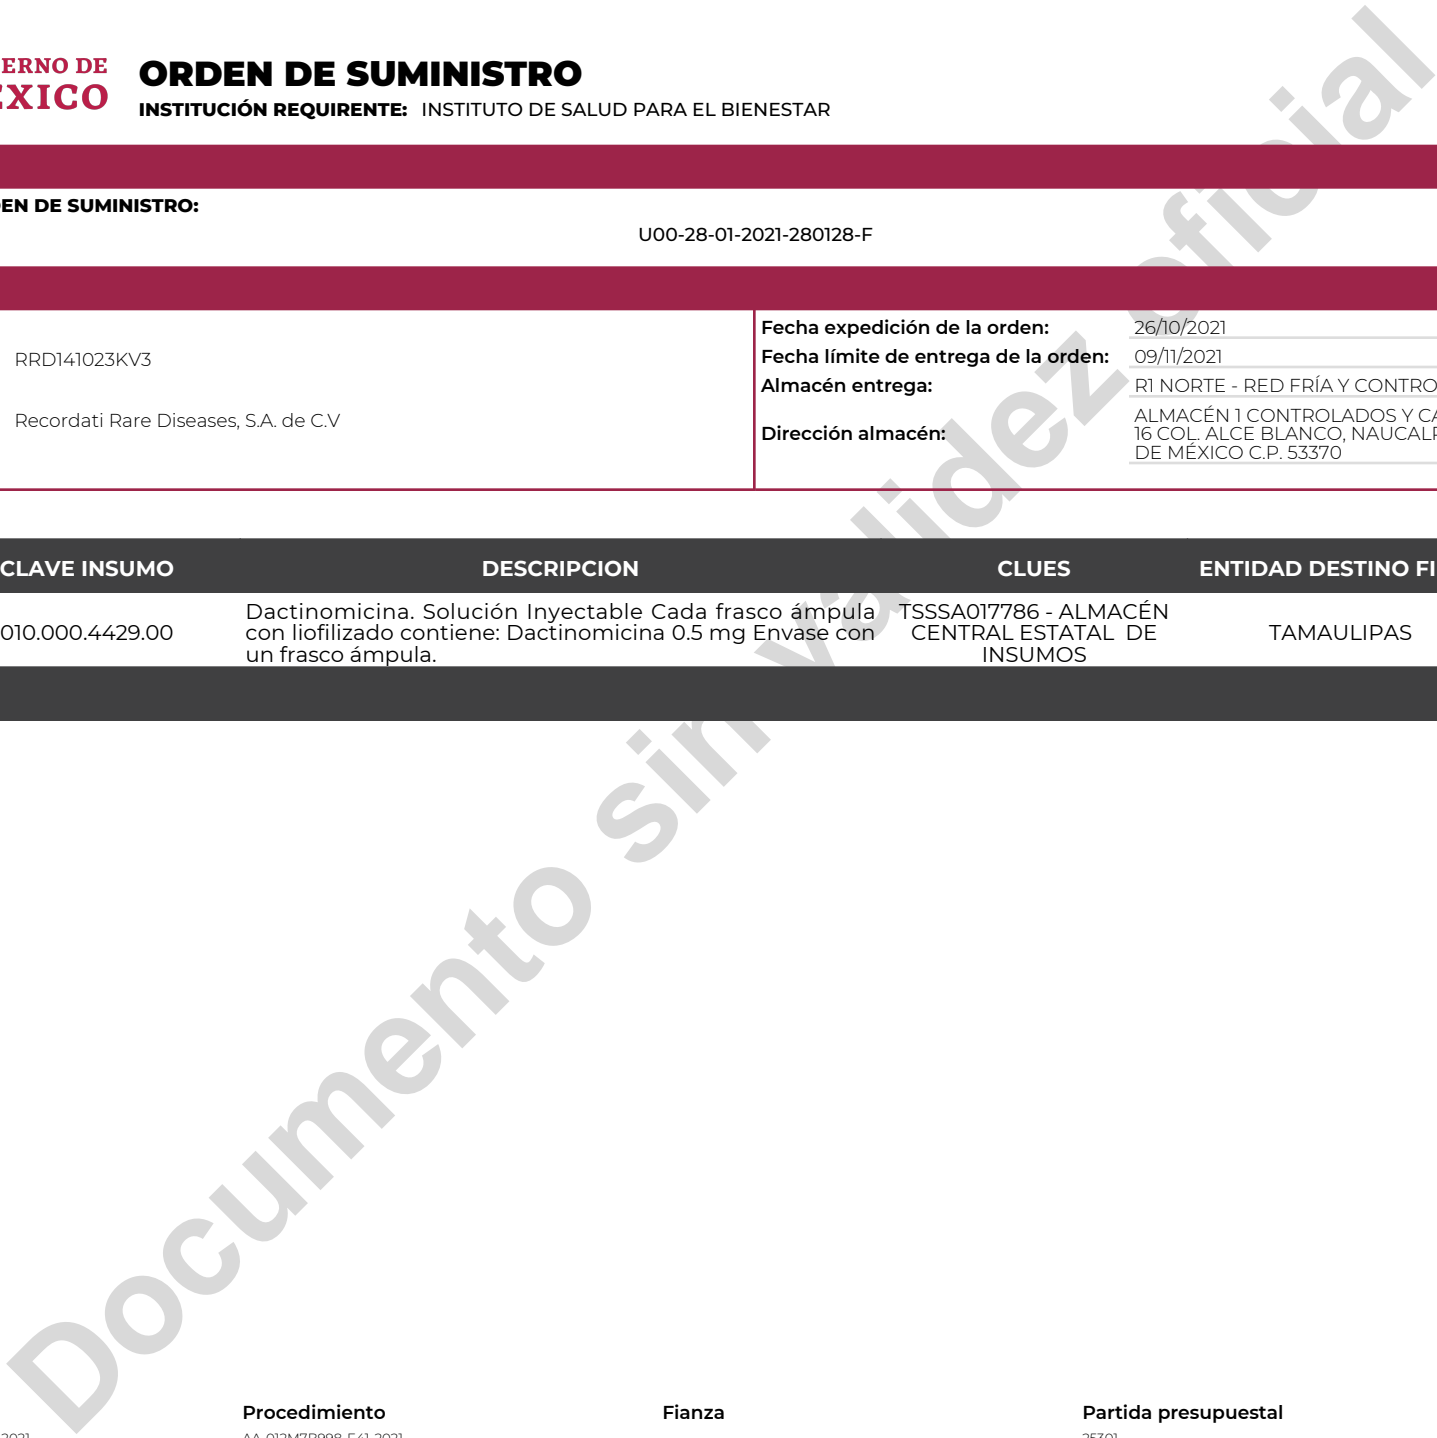 ERNO DE
EXICO
ORDEN DE SUMINISTRO
INSTITUCIÓN REQUIRENTE: INSTITUTO DE SALUD PARA EL BIENESTAR
EN DE SUMINISTRO:
U00-28-01-2021-280128-F
RRD141023KV3
Recordati Rare Diseases, S.A. de C.V
Fecha expedición de la orden: 26/10/2021
Fecha límite de entrega de la orden: 09/11/2021
Almacén entrega: R1 NORTE - RED FRÍA Y CONTRO
Dirección almacén: ALMACÉN 1 CONTROLADOS Y CA
16 COL. ALCE BLANCO, NAUCALP
DE MÉXICO C.P. 53370
CLAVE INSUMO DESCRIPCION CLUES ENTIDAD DESTINO FI
010.000.4429.00
Dactinomicina. Solución Inyectable Cada frasco ámpula
con liofilizado contiene: Dactinomicina 0.5 mg Envase con
un frasco ámpula.
TSSSA017786 - ALMACÉN
CENTRAL ESTATAL DE
INSUMOS
TAMAULIPAS
Documento sin validez oficial
Procedimiento Fianza Partida presupuestal